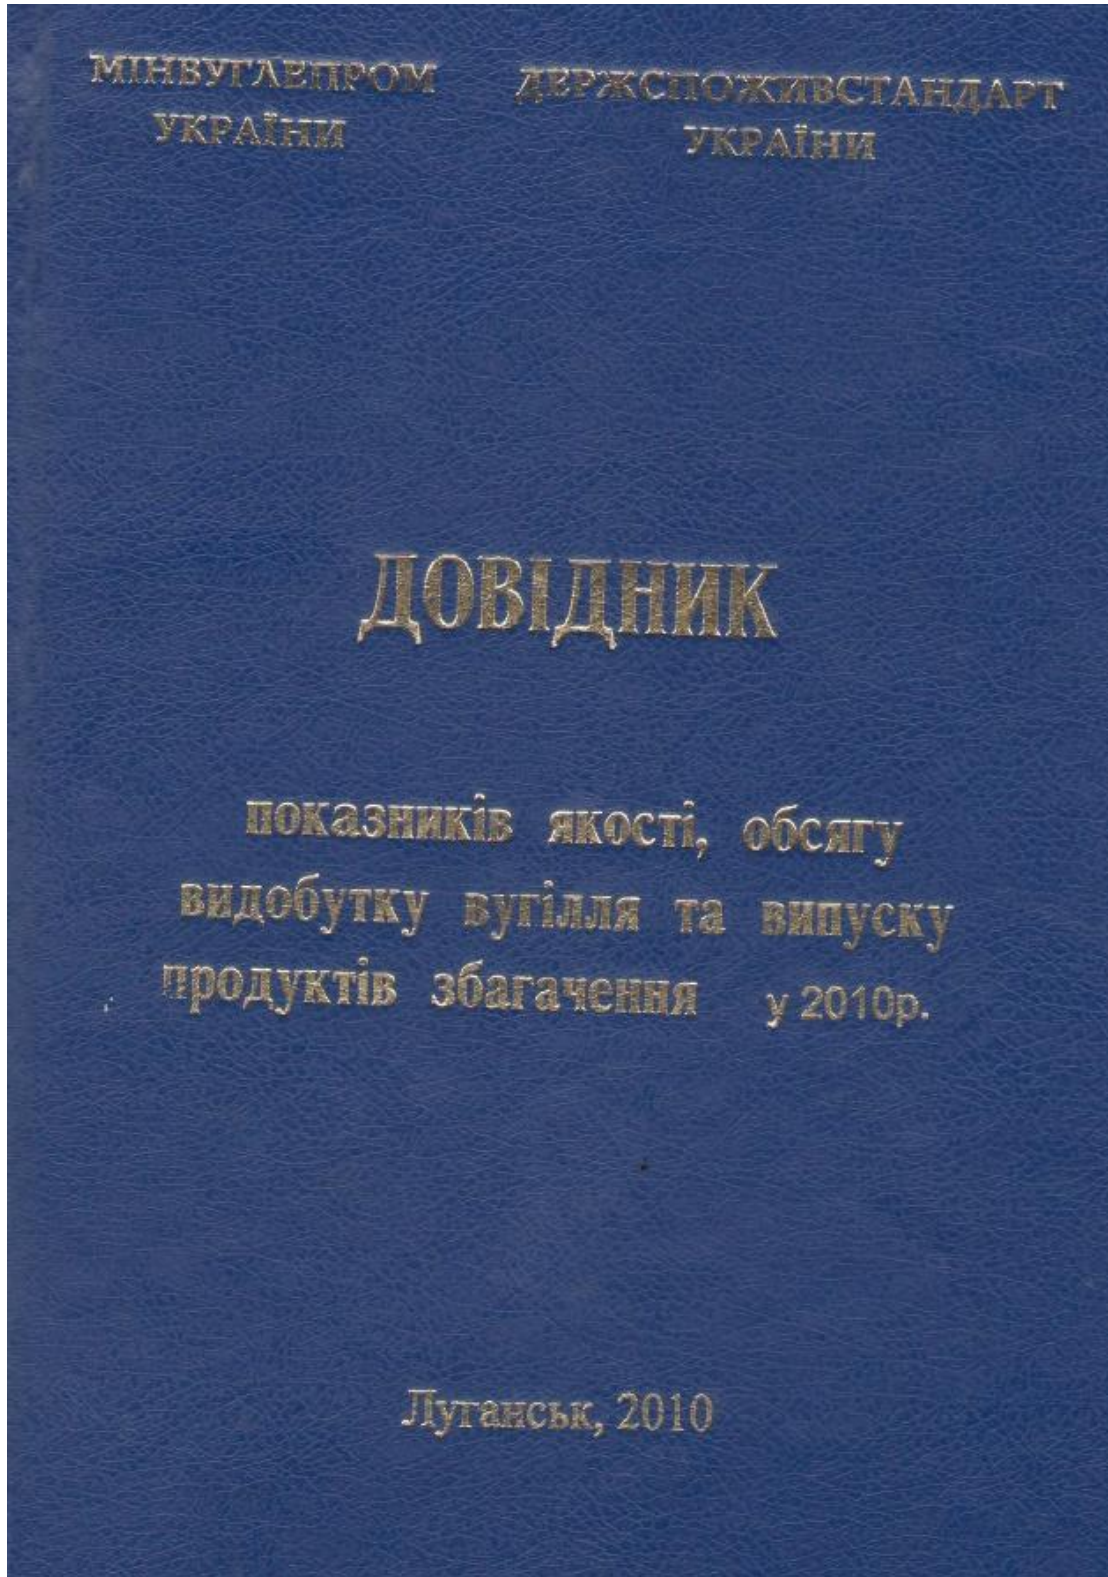 МІНВУГЛЕПРОМ
УКРАЇНИ
ДЕРЖСПОЖИВСТАНДАРТ
УКРАЇНИ
ДОВІДНИК
показників якості, обсягу
видобутку вугілля та випуску
продуктів збагачення у 2010р.
Луганськ, 2010